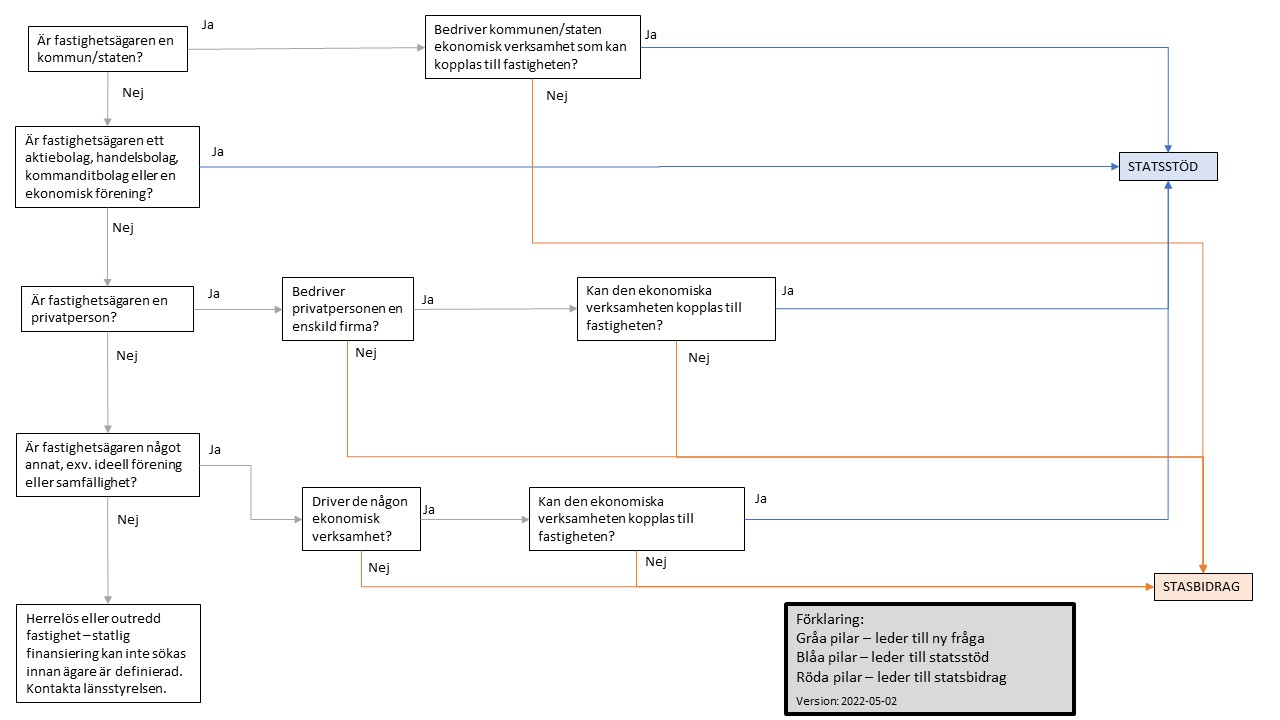 Är fastighetsägaren en
kommun/staten?
Ja
Bedriver kommunen/staten
ekonomisk verksamhet som kan
kopplas till fastigheten?
Ja
Nej
Nej
Är fastighetsägaren ett
aktiebolag, handelsbolag,
kommanditbolag eller en
ekonomisk förening?
Ja
STATSSTÖD
Nej
Är fastighetsägaren en
privatperson?
Ja
Bedriver
privatpersonen en
enskild firma?
Ja
Kan den ekonomiska
verksamheten kopplas till
fastigheten?
Ja
Nej
Nej
Nej
Är fastighetsägaren något
annat, exv. ideell förening
eller samfällighet?
Ja
Driver de någon
ekonomisk
verksamhet?
Ja
Kan den ekonomiska
verksamheten kopplas till
fastigheten?
Ja
Nej
Nej
Nej
STASBIDRAG
Herrelös eller outredd
fastighet – statlig
finansiering kan inte sökas
innan ägare är definierad.
Kontakta länsstyrelsen.
Förklaring:
Gråa pilar – leder till ny fråga
Blåa pilar – leder till statsstöd
Röda pilar – leder till statsbidrag
Version: 2022-05-02